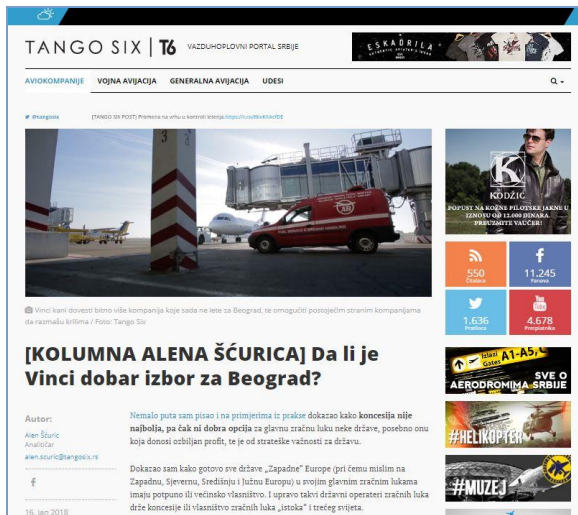 TANGO SIX | T6 VAZDUHOPLOVNI PORTAL SRBIJE
ESKADRILA
AVIOKOMPANIJE VOJNA AVIJACIJA GENERALNA AVIJACIJA UDESI
@tangosix [TANGO SIX POST] Promena na vrhu u kontroli letenja
KODŽIĆ
POPUST NA KOŽNE PILOTSKE JAKNE U
IZNOSU OD 12.000 DINARA.
PREUZMITE VAUČER!
550
Čitalaca
11.245
Fanova
1.636
Pratilaca
4.678
Pretplatnika
Vinci kani dovesti bitno više kompanija koje sada ne lete za Beograd, te omogućiti postojećim stranim kompanijama
da razmašu krilima / Foto: Tango Six
[KOLUMNA ALENA ŠĆURICA] Da li je
Vinci dobar izbor za Beograd?
Izlazi A1-A5,
Gates
SVE O
AERODROMIMA SRBIJE
#HELIKOPTER
#MUZEJ
Autor:
Alen Šćuric
Analitičar
alen.scuric@tangosix.rs
16. jan 2018
Nemalo puta sam pisao i na primjerima iz prakse dokazao kako koncesija nije
najbolja, pa čak ni dobra opcija za glavnu zračnu luku neke države, posebno onu
koja donosi ozbiljan profit, te je od strateške važnosti za državu.
Dokazao sam kako gotovo sve države „Zapadne” Europe (pri čemu mislim na
Zapadnu, Sjevernu, Središnju i Južnu Europu) u svojim glavnim zračnim lukama
imaju potpuno ili većinsko vlasništvo. I upravo takvi državni operateri zračnih luka
drže koncesije ili vlasništvo zračnih luka „istoka” i trećeg svijeta.